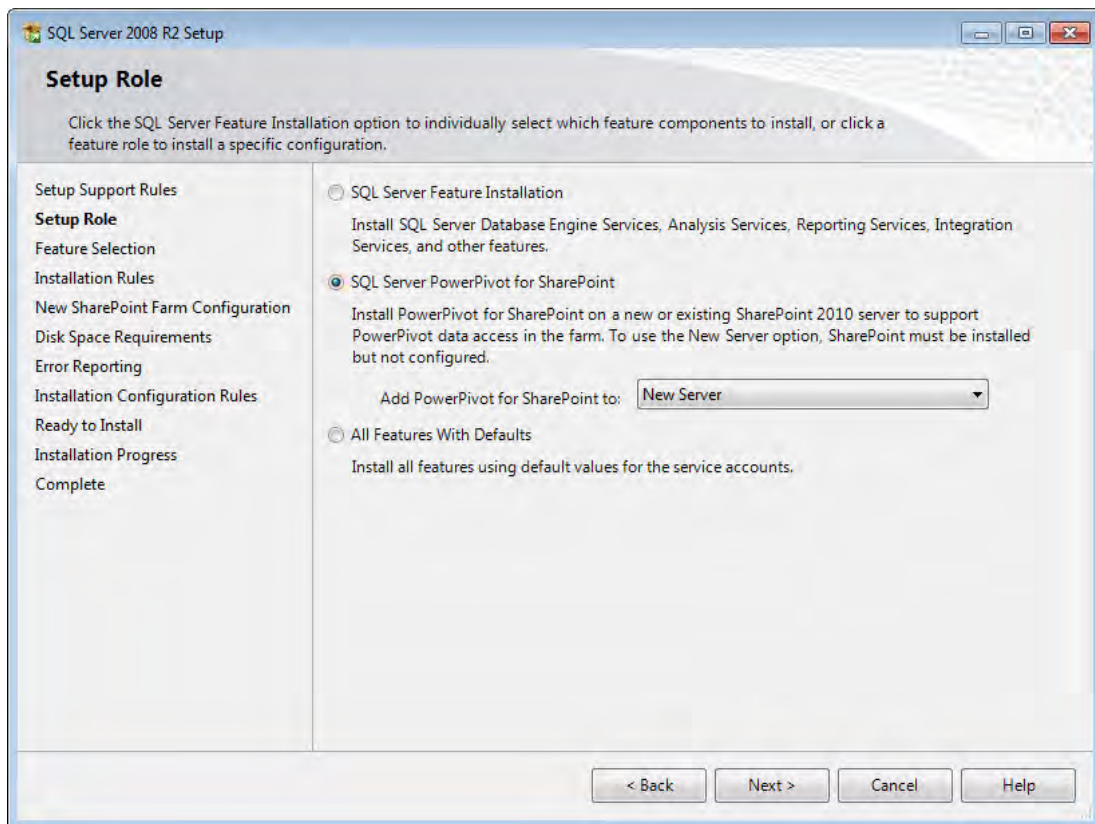 SQL Server 2008 R2 Setup
Setup Role
Click the SQL Server Feature Installation option to individually select which feature components to install, or click a
feature role to install a specific configuration.
Setup Support Rules
Setup Role
Feature Selection
Installation Rules
New SharePoint Farm Configuration
Disk Space Requirements
Error Reporting
Installation Configuration Rules
Ready to Install
Installation Progress
Complete
SQL Server Feature Installation
Install SQL Server Database Engine Services, Analysis Services, Reporting Services, Integration
Services, and other features.
SQL Server PowerPivot for SharePoint
Install PowerPivot for SharePoint on a new or existing SharePoint 2010 server to support
PowerPivot data access in the farm. To use the New Server option, SharePoint must be installed
but not configured.
Add PowerPivot for SharePoint to: New Server
All Features With Defaults
Install all features using default values for the service accounts.
< Back Next > Cancel Help